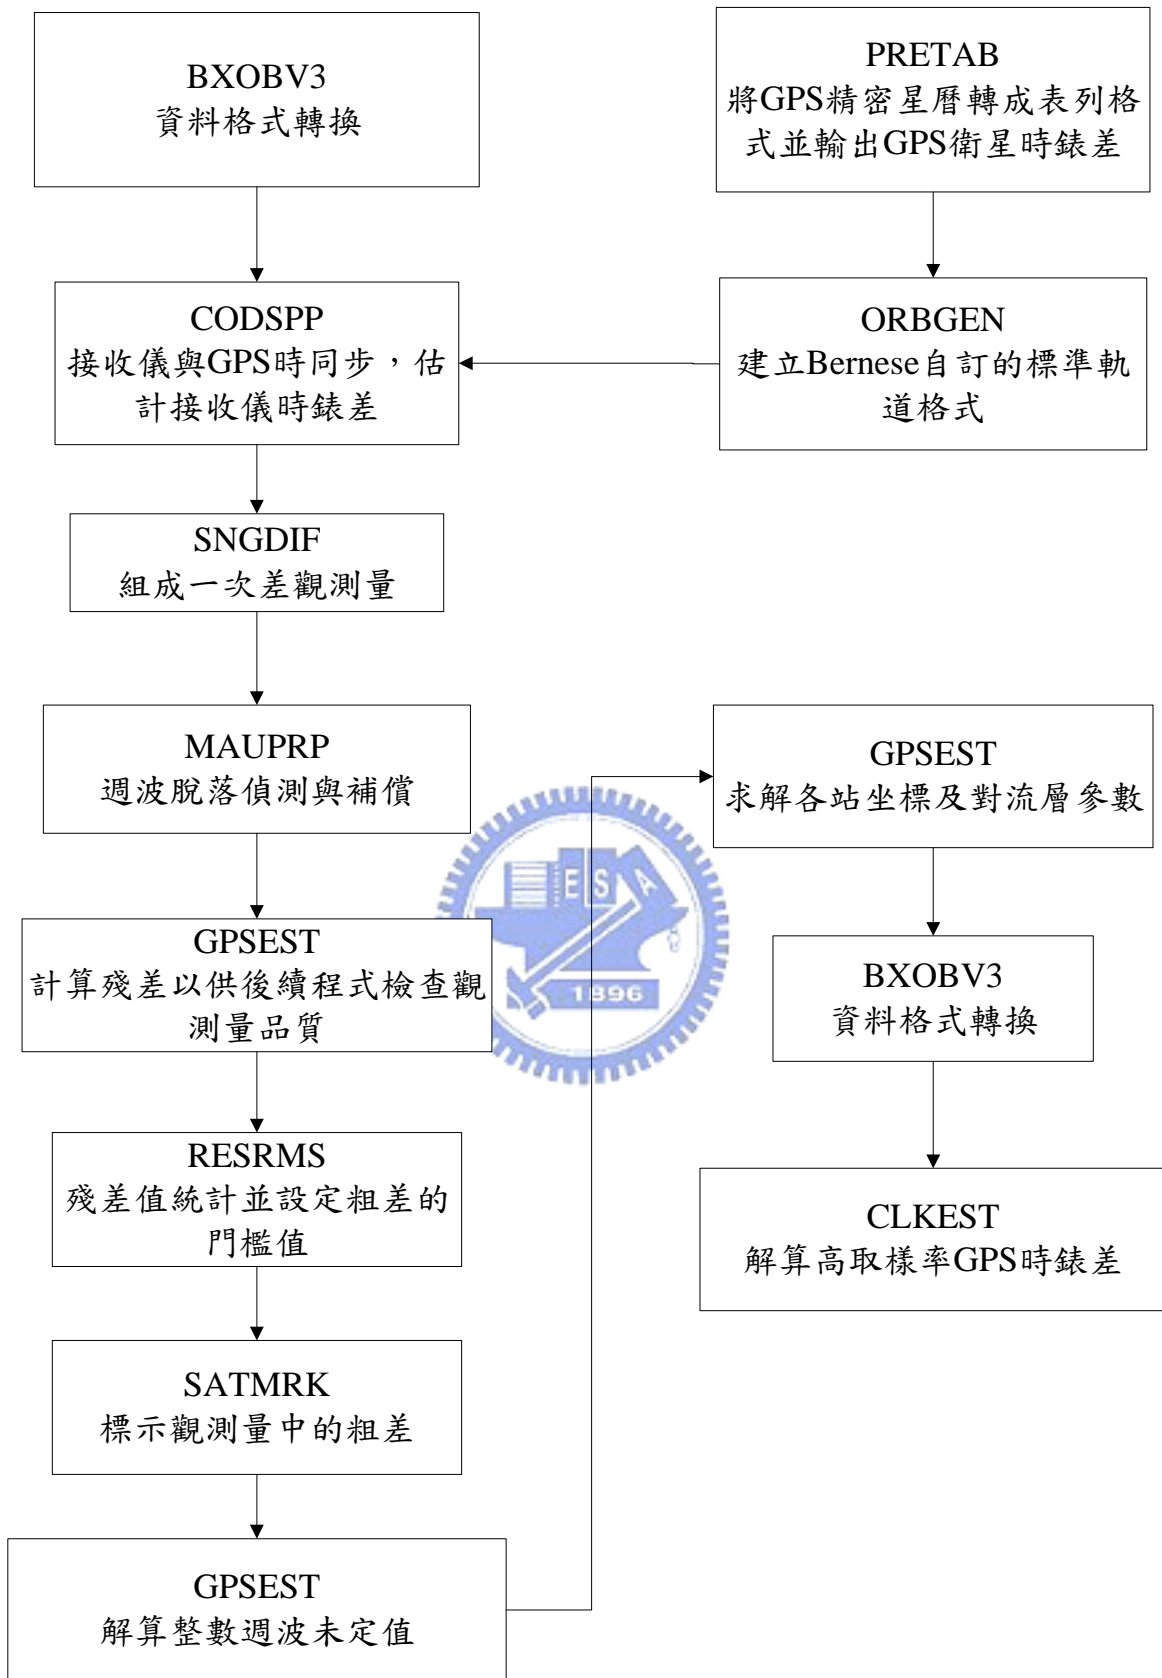 BXOBV3
資料格式轉換
PRETAB
將GPS精密星曆轉成表列格
式並輸出GPS衛星時錶差
CODSPP
接收儀與GPS時同步，估
計接收儀時錶差
ORBGEN
建立Bernese自訂的標準軌
道格式
SNGDIF
組成一次差觀測量
MAUPRP
週波脫落偵測與補償
GPSEST
計算殘差以供後續程式檢查觀
測量品質
RESRMS
殘差值統計並設定粗差的
門檻值
SATMRK
標示觀測量中的粗差
GPSEST
解算整數週波未定值
GPSEST
求解各站坐標及對流層參數
BXOBV3
資料格式轉換
CLKEST
解算高取樣率GPS時錶差
E S A
1896